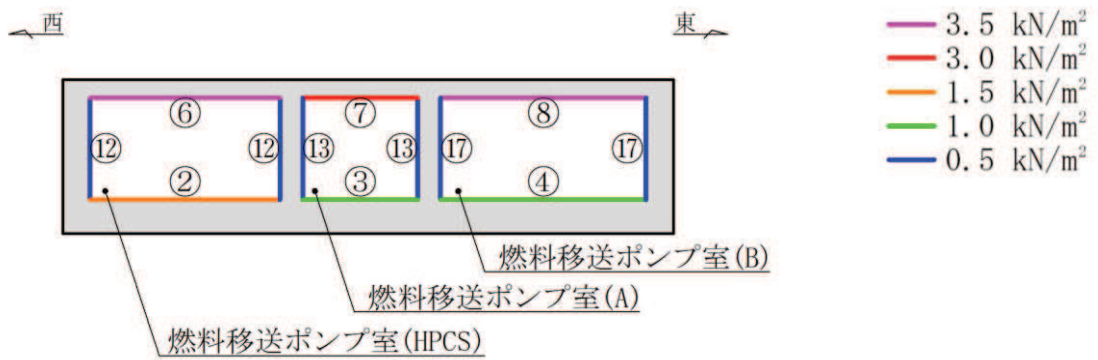 西
東
3.5 kN/m²
3.0 kN/m²
1.5 kN/m²
1.0 kN/m²
0.5 kN/m²
⑥ ⑦ ⑧
⑫ ⑫ ⑬ ⑬ ⑰ ⑰
② ③ ④
燃料移送ポンプ室(B)
燃料移送ポンプ室(A)
燃料移送ポンプ室(HPCS)